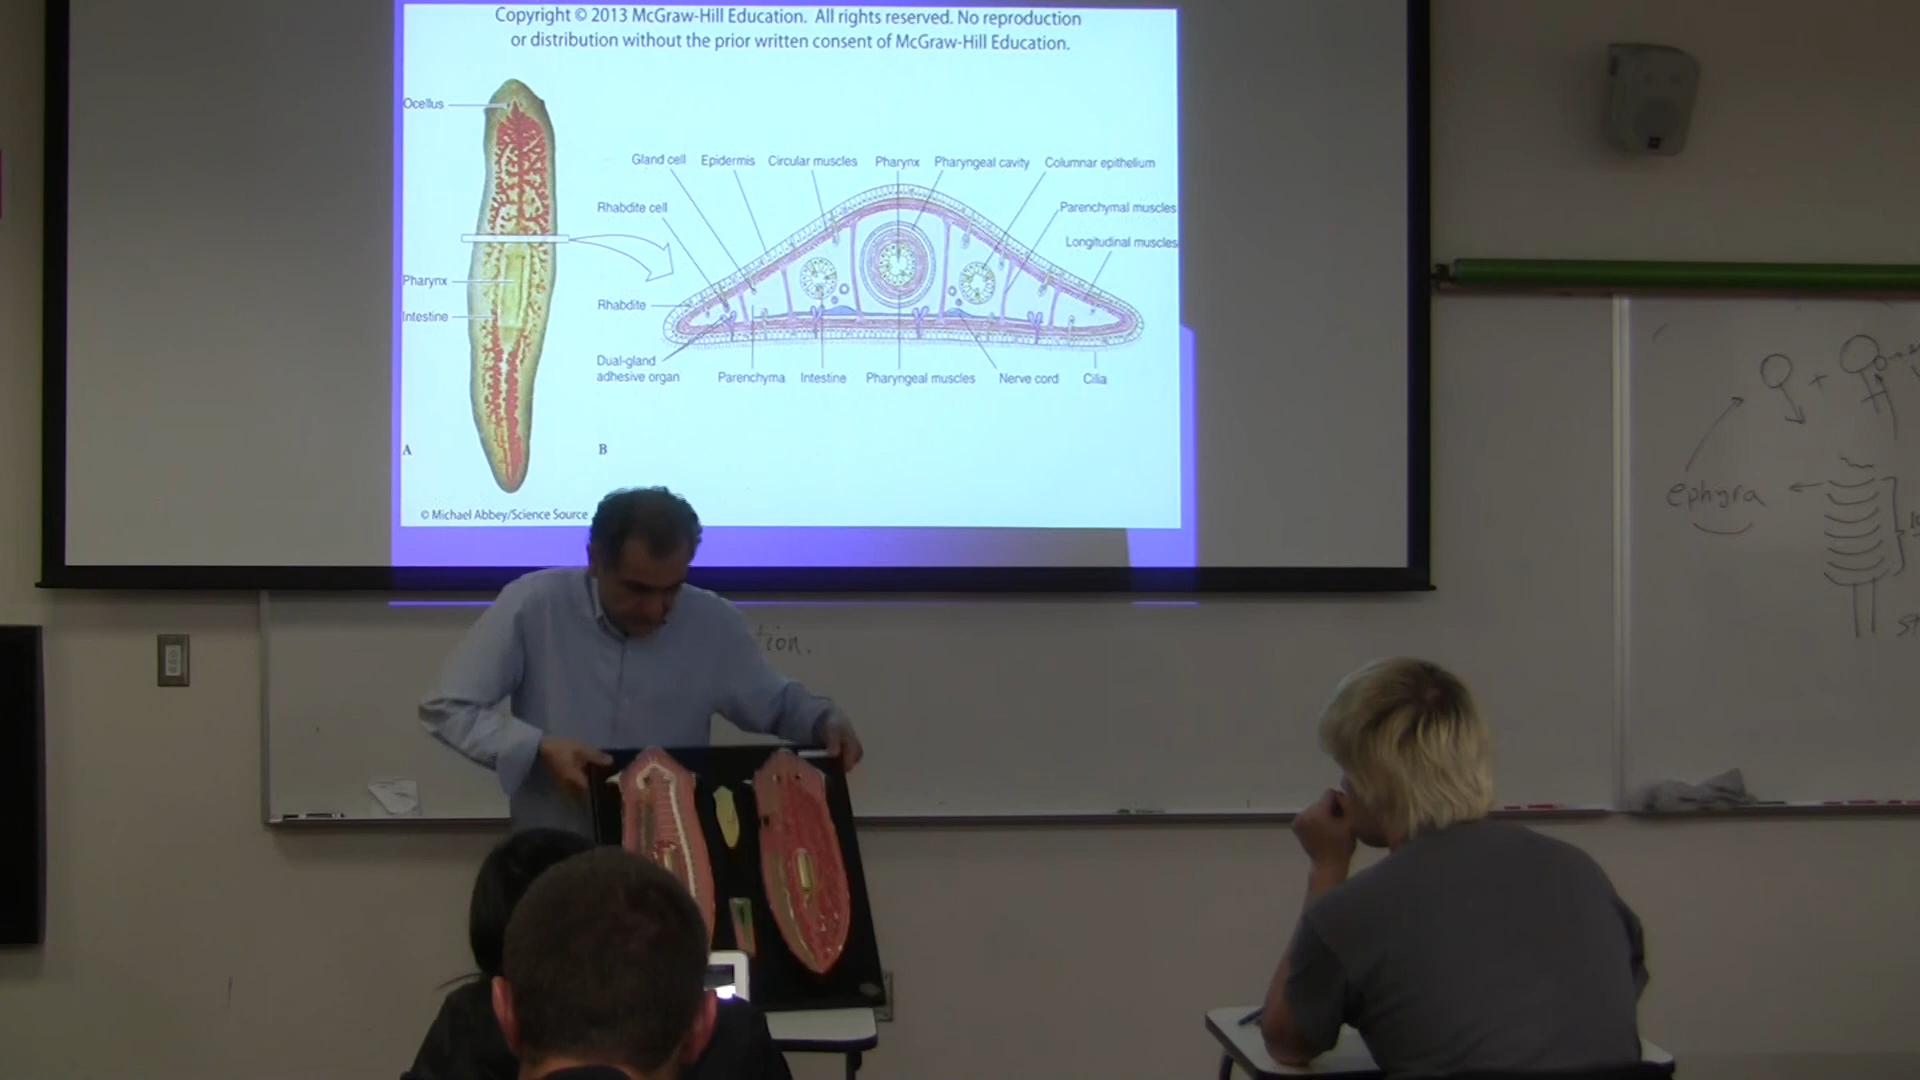 Copyright © 2013 McGraw-Hill Education. All rights reserved. No reproduction
or distribution without the prior written consent of McGraw-Hill Education.
Ocellus
Pharynx
Intestine
A
© Michael Abbey/Science Source
Gland cell
Epidermis
Circular muscles
Pharynx
Pharyngeal cavity
Columnar epithelium
Rhabdite cell
Parenchymal muscles
Longitudinal muscles
Rhabdite
Dual-gland
adhesive organ
Parenchyma
Intestine
Pharyngeal muscles
Nerve cord
Cilia
B
tion.
+
ephyra
st